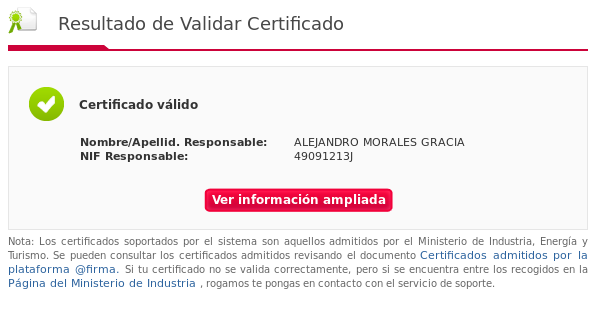 Resultado de Validar Certificado
Certificado válido
Nombre/Apellid. Responsable: ALEJANDRO MORALES GRACIA
NIF Responsable: 49091213J
Ver información ampliada
Nota: Los certificados soportados por el sistema son aquellos admitidos por el Ministerio de Industria, Energía y
Turismo. Se pueden consultar los certificados admitidos revisando el documento Certificados admitidos por la
plataforma @firma. Si tu certificado no se valida correctamente, pero si se encuentra entre los recogidos en la
Página del Ministerio de Industria , rogamos te pongas en contacto con el servicio de soporte.